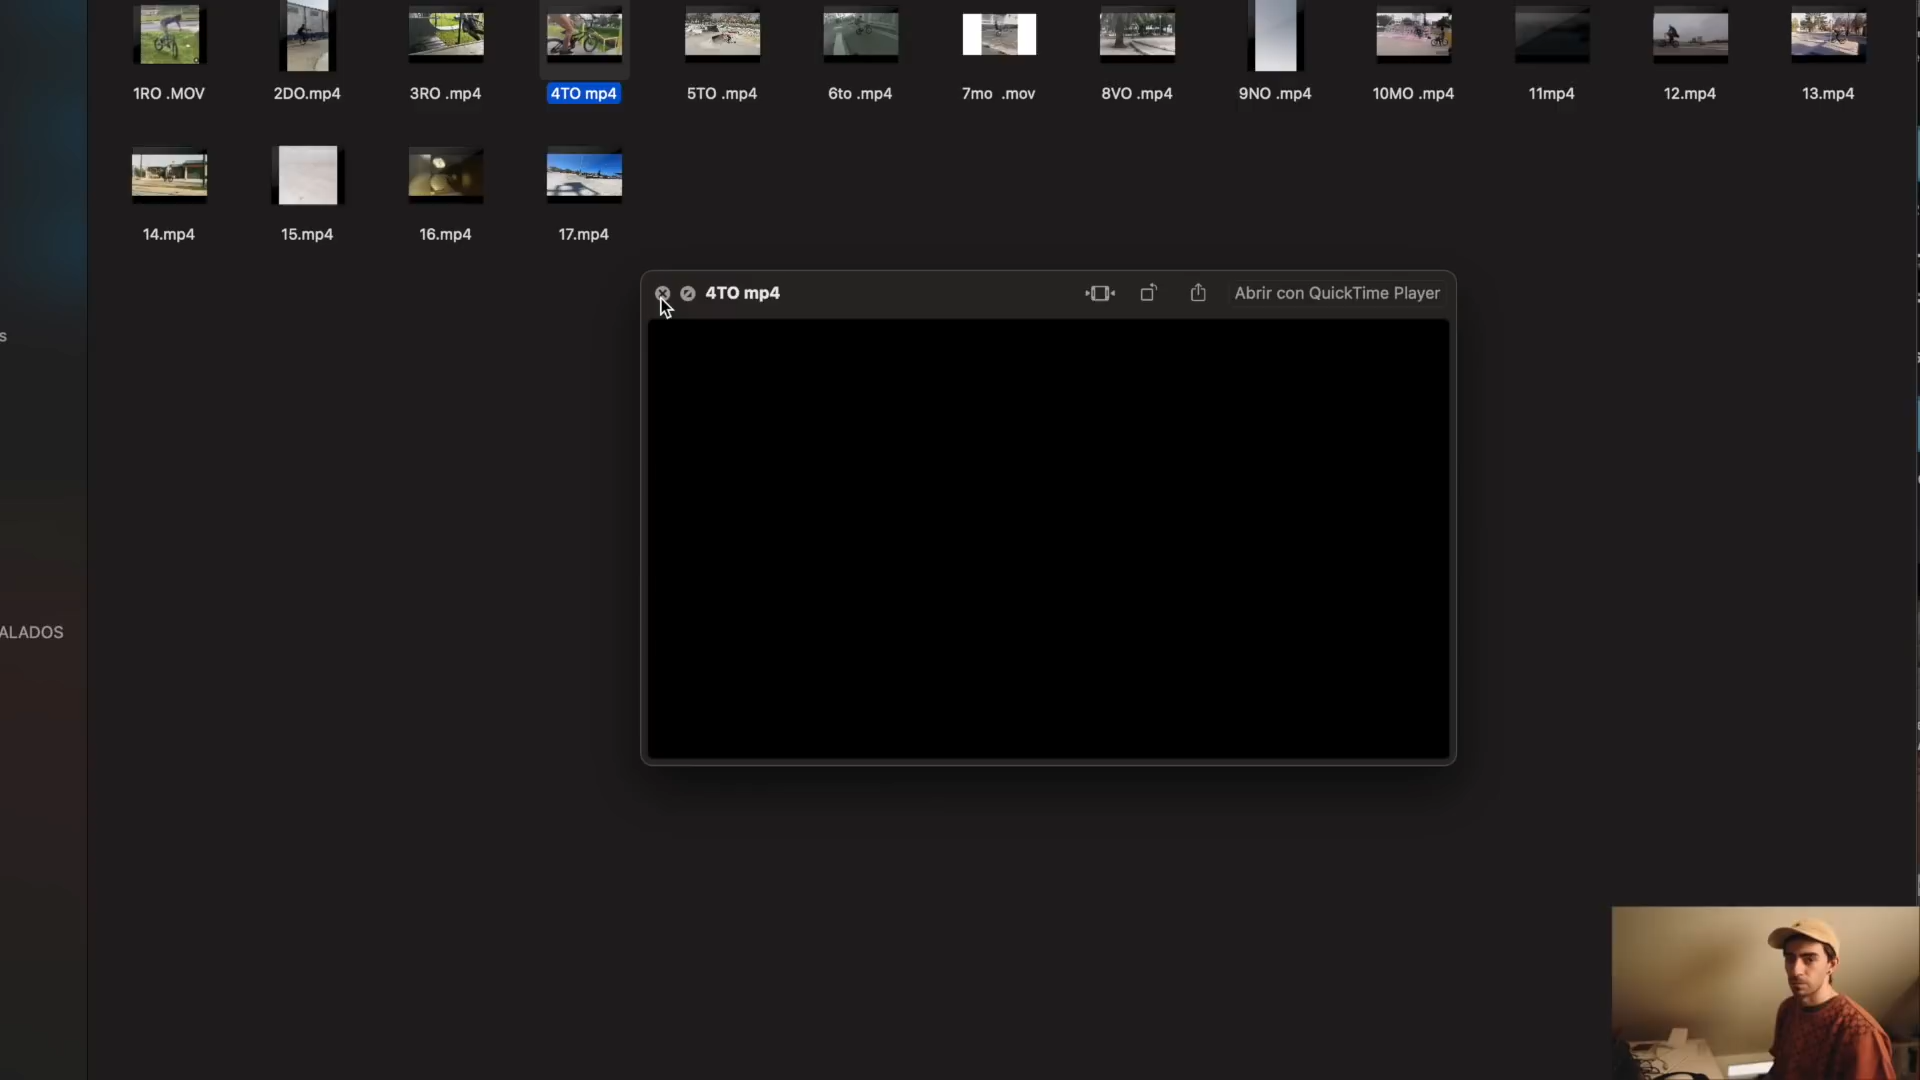 1RO .MOV
2DO.mp4
3RO .mp4
4TO mp4
5TO .mp4
6to .mp4
7mo .mov
8VO .mp4
9NO .mp4
10MO .mp4
11mp4
12.mp4
13.mp4
14.mp4
15.mp4
16.mp4
17.mp4
4TO mp4
Abrir con QuickTime Player
s
ALADOS